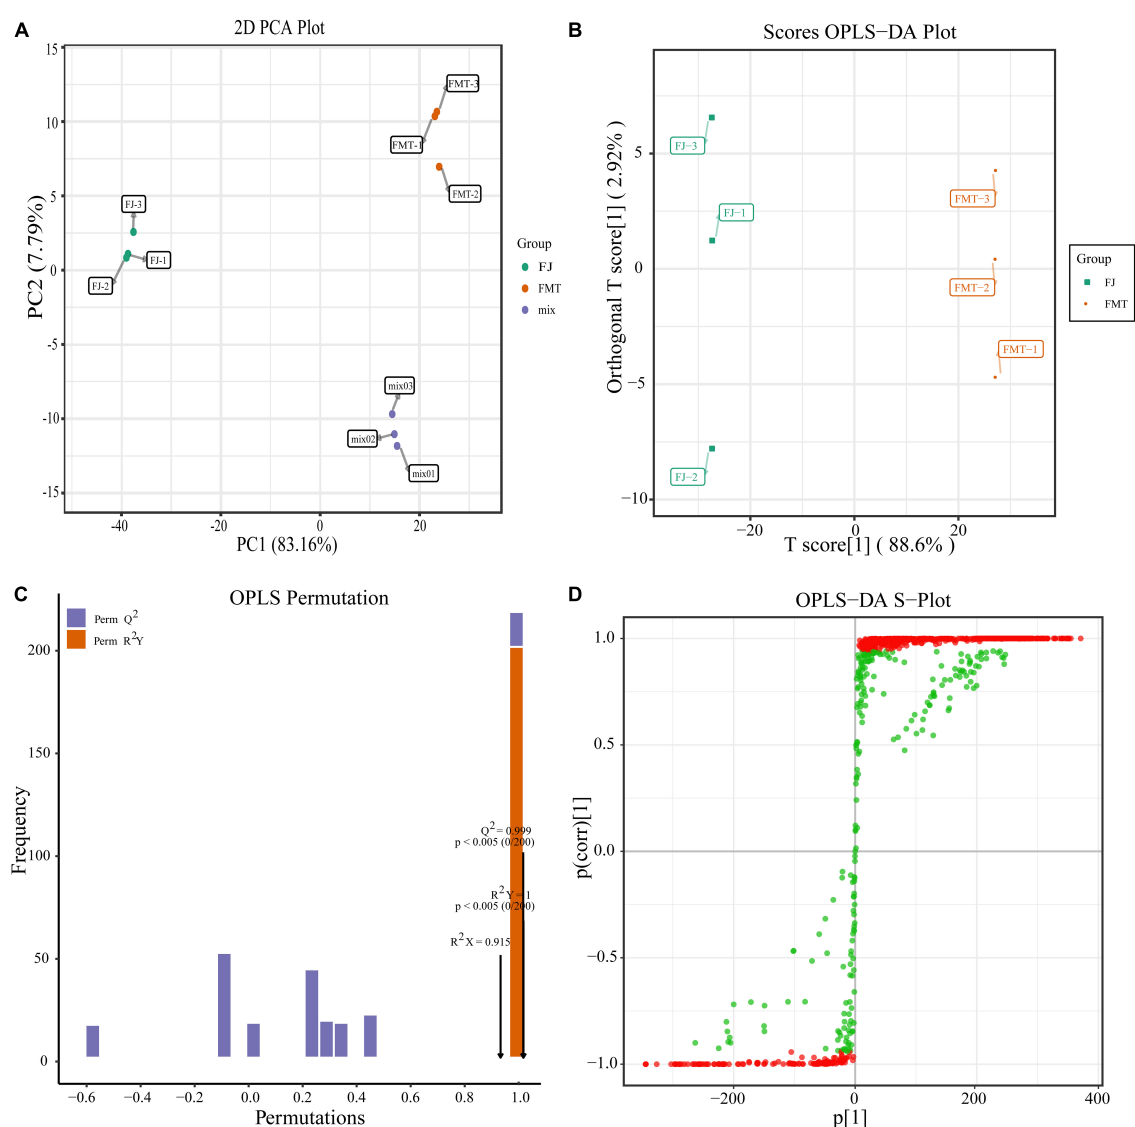 A
2D PCA Plot
15
10
5
0
-5
-10
-15
-40
-20
0
20
PC2 (7.79%)
PC1 (83.16%)
FMT-3
FMT-1
FMT-2
FJ-3
FJ-1
FJ-2
mix03
mix02
mix01
Group
FJ
FMT
mix
B
Scores OPLS−DA Plot
5
0
−5
−10
−20
0
20
Orthogonal T score[1] ( 2.92% )
T score[1] ( 88.6% )
FJ−3
FJ−1
FJ−2
FMT−3
FMT−2
FMT−1
Group
FJ
FMT
C
OPLS Permutation
Perm Q2
Perm R2Y
200
150
100
50
0
−0.6
−0.4
−0.2
0.0
0.2
0.4
0.6
0.8
1.0
Frequency
Permutations
Q2 = 0.999
p < 0.005 (0/200)
R2Y = 1
p < 0.005 (0/200)
R2X = 0.915
D
OPLS−DA S−Plot
1.0
0.5
0.0
−0.5
−1.0
−200
0
200
400
p(corr)[1]
p[1]